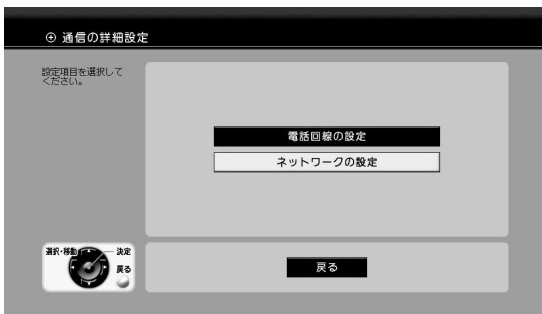 通信の詳細設定
設定項目を選択して
ください。
電話回線の設定
ネットワークの設定
選択・移動
決定
戻る
戻る